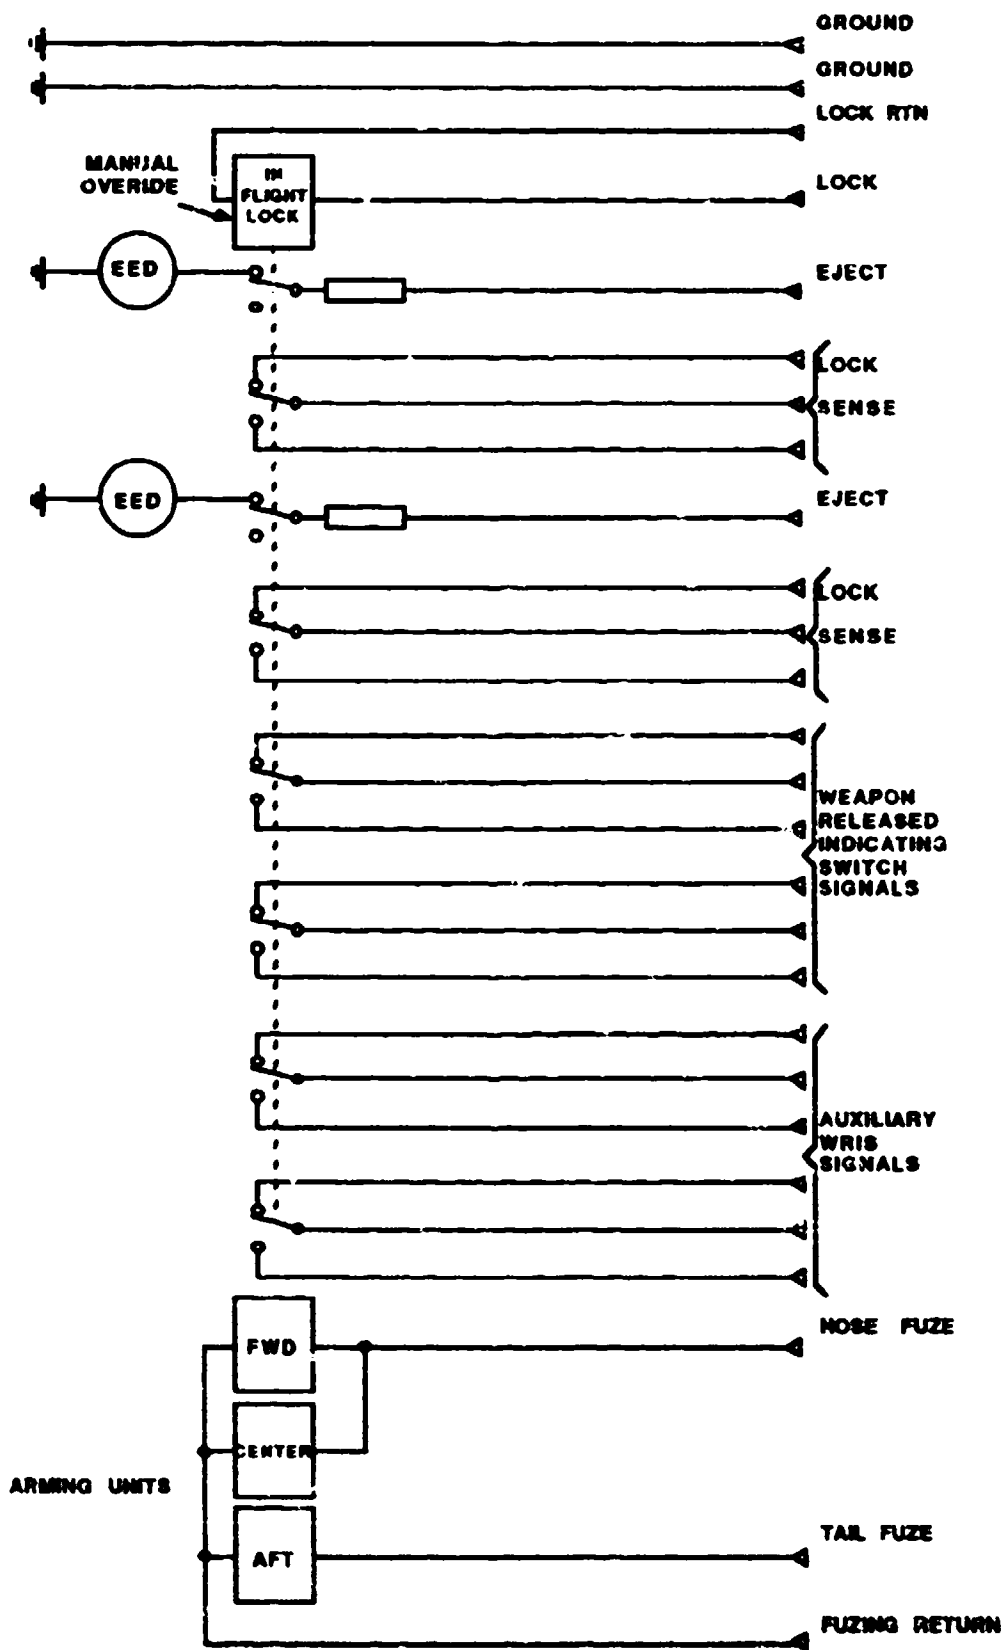 GROUND
GROUND
LOCK RTN
MANUAL
OVERIDE
IN
FLIGHT
LOCK
LOCK
EED
EJECT
LOCK
SENSE
EED
EJECT
LOCK
SENSE
WEAPON
RELEASED
INDICATING
SWITCH
SIGNALS
AUXILIARY
WRIS
SIGNALS
FWD
NOSE FUZE
CENTER
ARMING UNITS
AFT
TAIL FUZE
FUZING RETURN